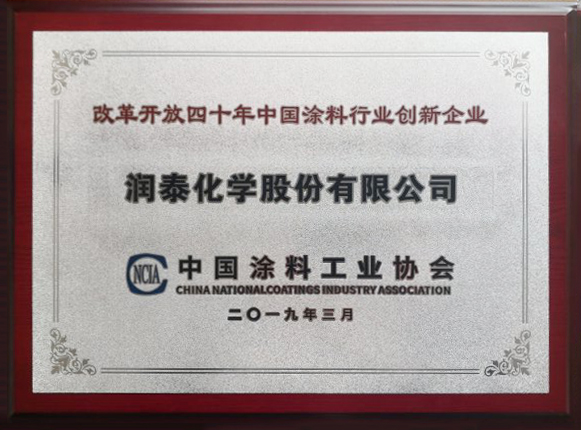 改革开放四十年中国涂料行业创新企业
润泰化学股份有限公司
NCIA 中国涂料工业协会
CHINA NATIONAL COATINGS INDUSTRY ASSOCIATION
二〇一九年三月